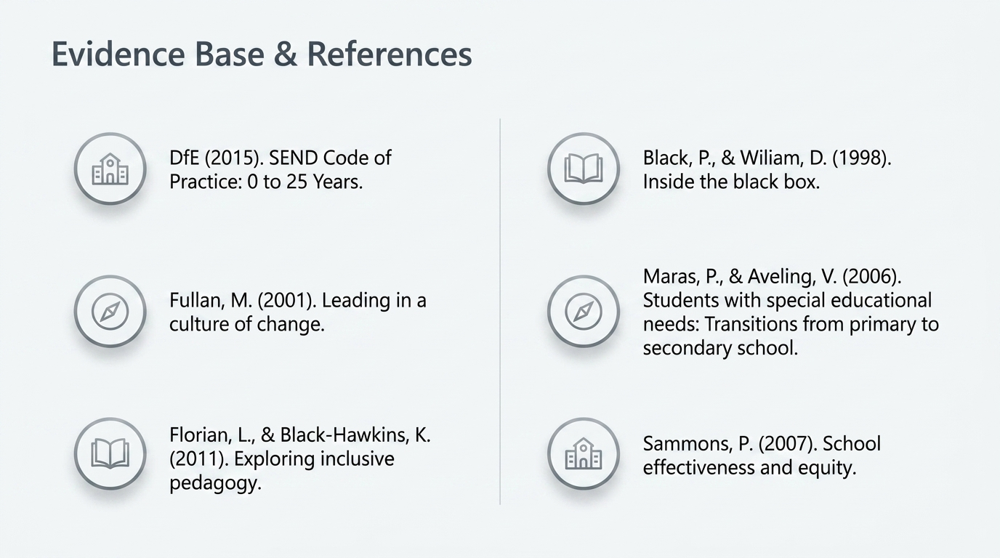 Evidence Base & References
DfE (2015). SEND Code of
Practice: 0 to 25 Years.
Fullan, M. (2001). Leading in a
culture of change.
Florian, L., & Black-Hawkins, K.
(2011). Exploring inclusive
pedagogy.
Black, P., & Wiliam, D. (1998).
Inside the black box.
Maras, P., & Aveling, V. (2006).
Students with special educational
needs: Transitions from primary to
secondary school.
Sammons, P. (2007). School
effectiveness and equity.